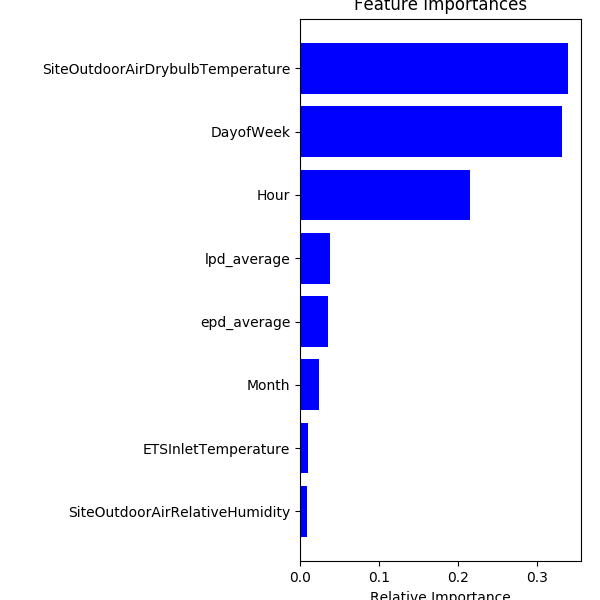 Feature Importances
SiteOutdoorAirDrybulbTemperature
DayofWeek
Hour
lpd_average
epd_average
Month
ETSInletTemperature
SiteOutdoorAirRelativeHumidity
0.0 0.1 0.2 0.3
Relative Importance